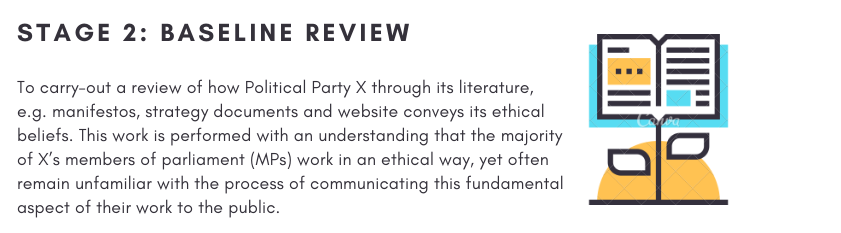 STAGE 2: BASELINE REVIEW
To carry-out a review of how Political Party X through its literature,
e.g. manifestos, strategy documents and website conveys its ethical
beliefs. This work is performed with an understanding that the majority
of X's members of parliament (MPs) work in an ethical way, yet often
remain unfamiliar with the process of communicating this fundamental
aspect of their work to the public.
Canva